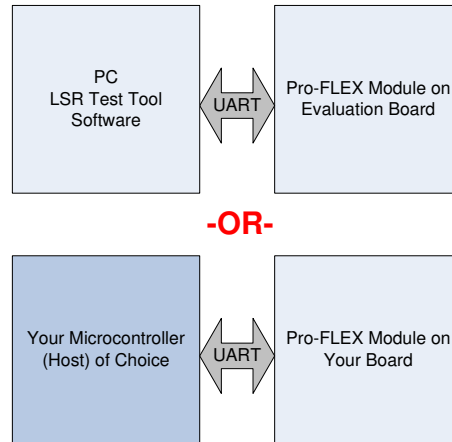 PC
LSR Test Tool
Software
UART
Pro-FLEX Module on
Evaluation Board
-OR-
Your Microcontroller
(Host) of Choice
UART
Pro-FLEX Module on
Your Board